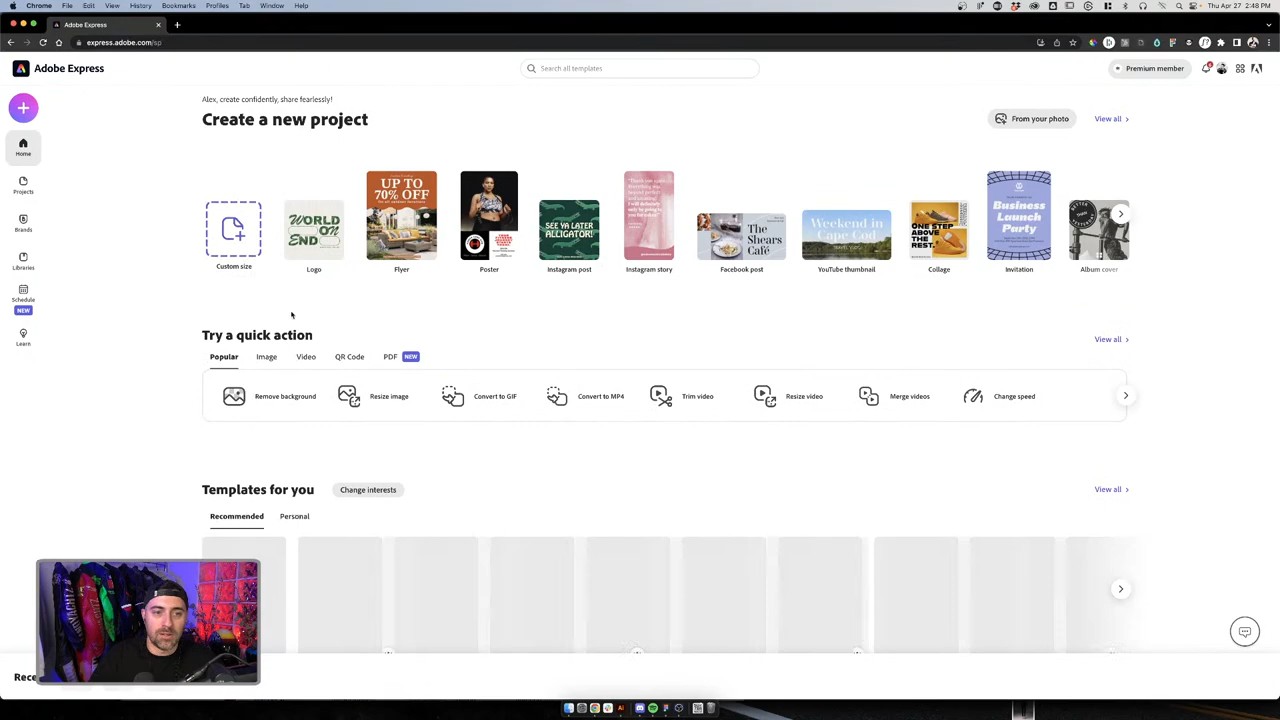 Chrome File Edit View History Bookmarks Profiles Tab Window Help
Thu Apr 27 2:48 PM
Adobe Express
express.adobe.com/sp
Adobe Express
Search all templates
Premium member
Alex, create confidently, share fearlessly!
Create a new project
From your photo
View all
Home
Projects
Brands
Libraries
Schedule
NEW
Learn
WORLD ON END
UP TO
70% OFF
SEE YA LATER ALLIGATOR!
The Shears Café
Weekend in
Cape Cod
ONE STEP
ABOVE
THE REST.
Business
Launch
Party
Custom size
Logo
Flyer
Poster
Instagram post
Instagram story
Facebook post
YouTube thumbnail
Collage
Invitation
Album cover
Try a quick action
View all
Popular
Image
Video
QR Code
PDF
NEW
Remove background
Resize image
Convert to GIF
Convert to MP4
Trim video
Resize video
Merge videos
Change speed
Templates for you
Change interests
View all
Recommended
Personal
Rece